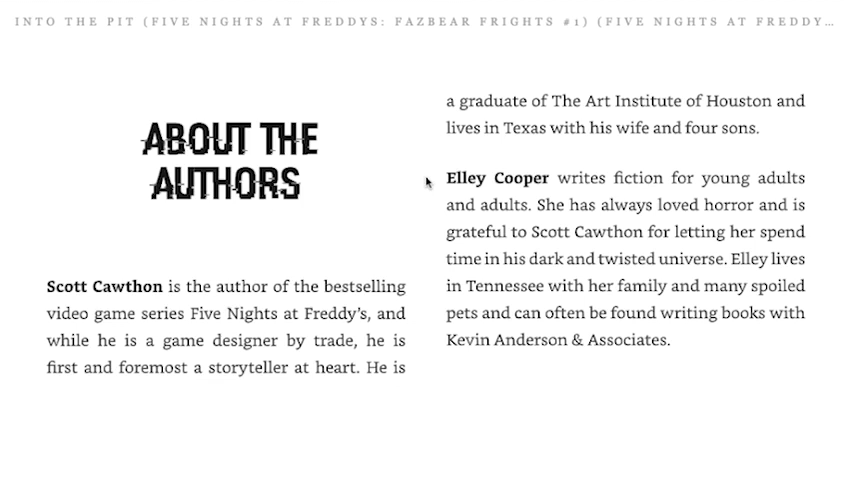 INTO THE PIT (FIVE NIGHTS AT FREDDYS: FAZBEAR FRIGHTS #1) (FIVE NIGHTS AT FREDDY…
ABOUT THE
AUTHORS
Scott Cawthon is the author of the bestselling
video game series Five Nights at Freddy’s, and
while he is a game designer by trade, he is
first and foremost a storyteller at heart. He is
a graduate of The Art Institute of Houston and
lives in Texas with his wife and four sons.
Elley Cooper writes fiction for young adults
and adults. She has always loved horror and is
grateful to Scott Cawthon for letting her spend
time in his dark and twisted universe. Elley lives
in Tennessee with her family and many spoiled
pets and can often be found writing books with
Kevin Anderson & Associates.